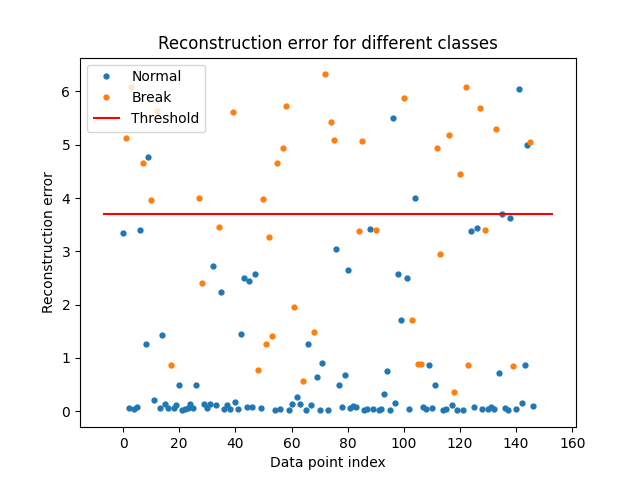 Reconstruction error for different classes
Normal
Break
Threshold
Reconstruction error
6
5
4
3
2
1
0
0 20 40 60 80 100 120 140 160
Data point index